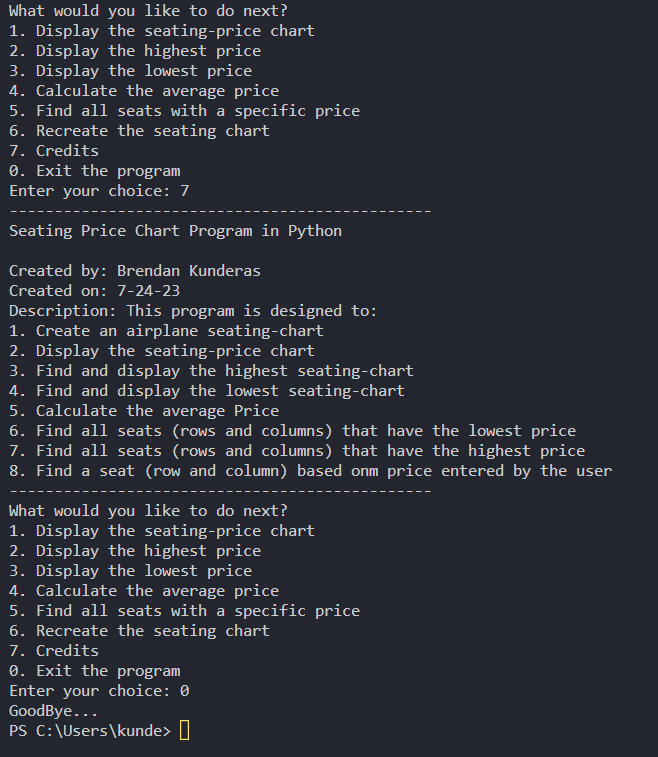 What would you like to do next?
1. Display the seating-price chart
2. Display the highest price
3. Display the lowest price
4. Calculate the average price
5. Find all seats with a specific price
6. Recreate the seating chart
7. Credits
0. Exit the program
Enter your choice: 7
-----------------------------------------------
Seating Price Chart Program in Python

Created by: Brendan Kunderas
Created on: 7-24-23
Description: This program is designed to:
1. Create an airplane seating-chart
2. Display the seating-price chart
3. Find and display the highest seating-chart
4. Find and display the lowest seating-chart
5. Calculate the average Price
6. Find all seats (rows and columns) that have the lowest price
7. Find all seats (rows and columns) that have the highest price
8. Find a seat (row and column) based onm price entered by the user
-----------------------------------------------
What would you like to do next?
1. Display the seating-price chart
2. Display the highest price
3. Display the lowest price
4. Calculate the average price
5. Find all seats with a specific price
6. Recreate the seating chart
7. Credits
0. Exit the program
Enter your choice: 0
GoodBye...
PS C:\Users\kunde>